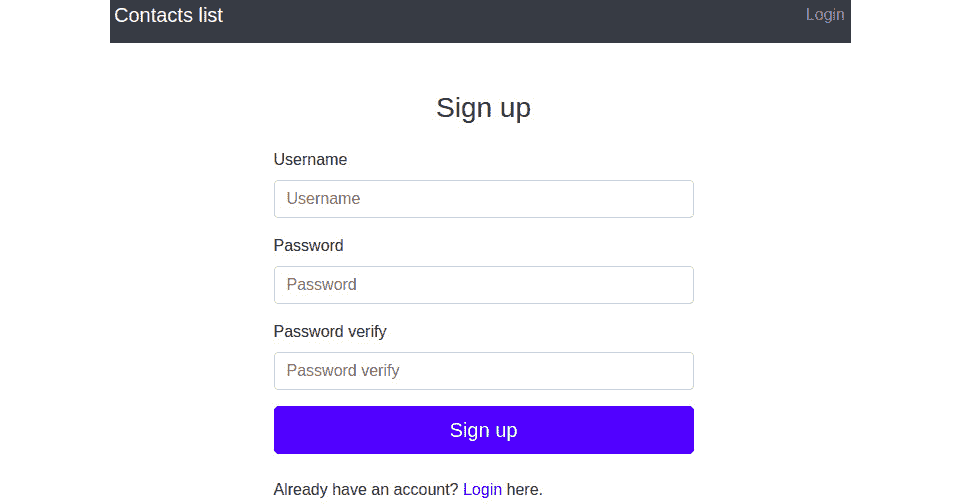 Contacts list
Login
Sign up
Username
Username
Password
Password
Password verify
Password verify
Sign up
Already have an account? Login here.